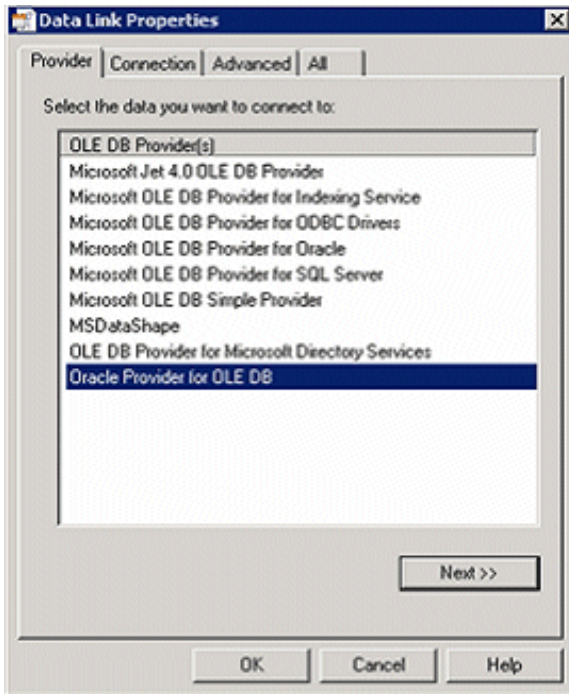 Data Link Properties
Provider Connection Advanced All
Select the data you want to connect to:
OLE DB Provider(s)
Microsoft Jet 4.0 OLE DB Provider
Microsoft OLE DB Provider for Indexing Service
Microsoft OLE DB Provider for ODBC Drivers
Microsoft OLE DB Provider for Oracle
Microsoft OLE DB Provider for SQL Server
Microsoft OLE DB Simple Provider
MSDataShape
OLE DB Provider for Microsoft Directory Services
Oracle Provider for OLE DB
Next >>
OK Cancel Help